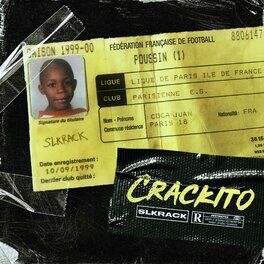 SAISON 1999-00
FÉDÉRATION FRANÇAISE DE FOOTBALL
8806147
POUSSIN (1)
LIGUE
LIGUE DE PARIS ILE DE FRANCE
CLUB
PARISIENNE E.S.
Nom - Prénoms
COCA JUAN
Nationalité : FRA
Commune résidence
PARIS 18
Signature du titulaire
SLKRACK
Date enregistrement :
10/09/1999
Dernier club quitté :
CRACKITO
SLKRACK
R